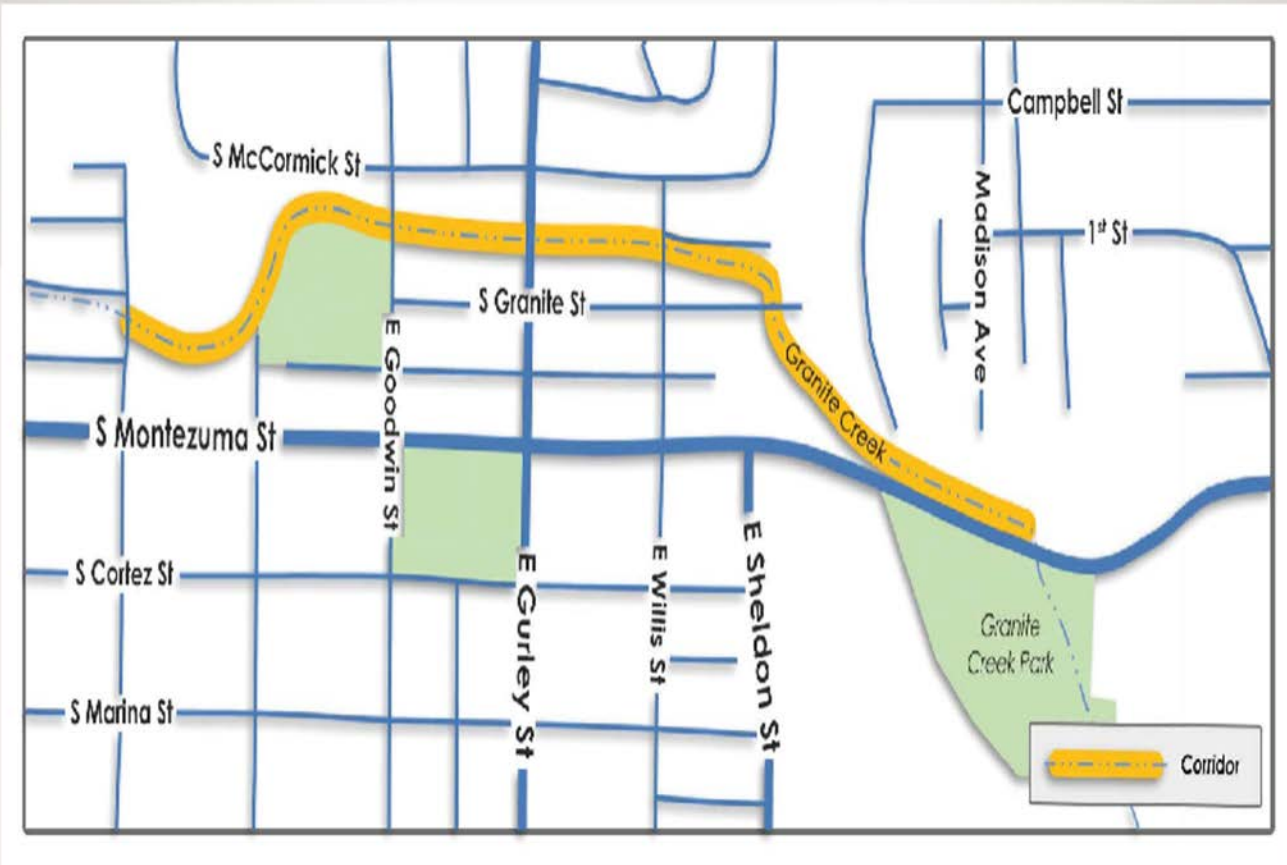 Campbell St
S McCormick St
Madison Ave
1st St
S Granite St
E Goodwin St
Granite Creek
S Montezuma St
E Gurley St
E Willis St
E Sheldon St
S Cortez St
Granite
Creek Park
S Marina St
Corridor